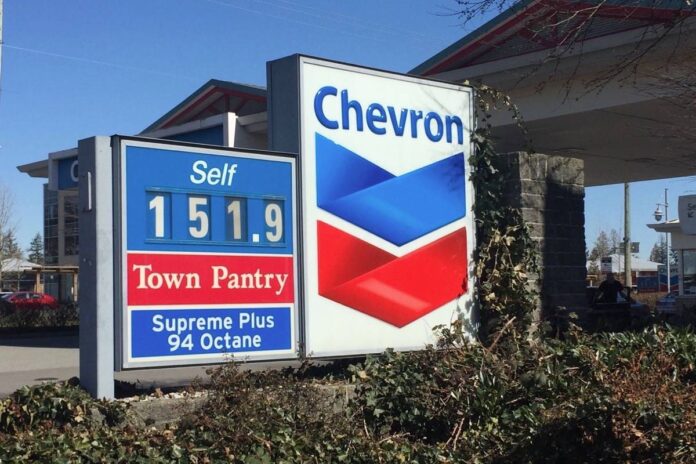 Self
151.9
Town Pantry
Supreme Plus
94 Octane
Chevron